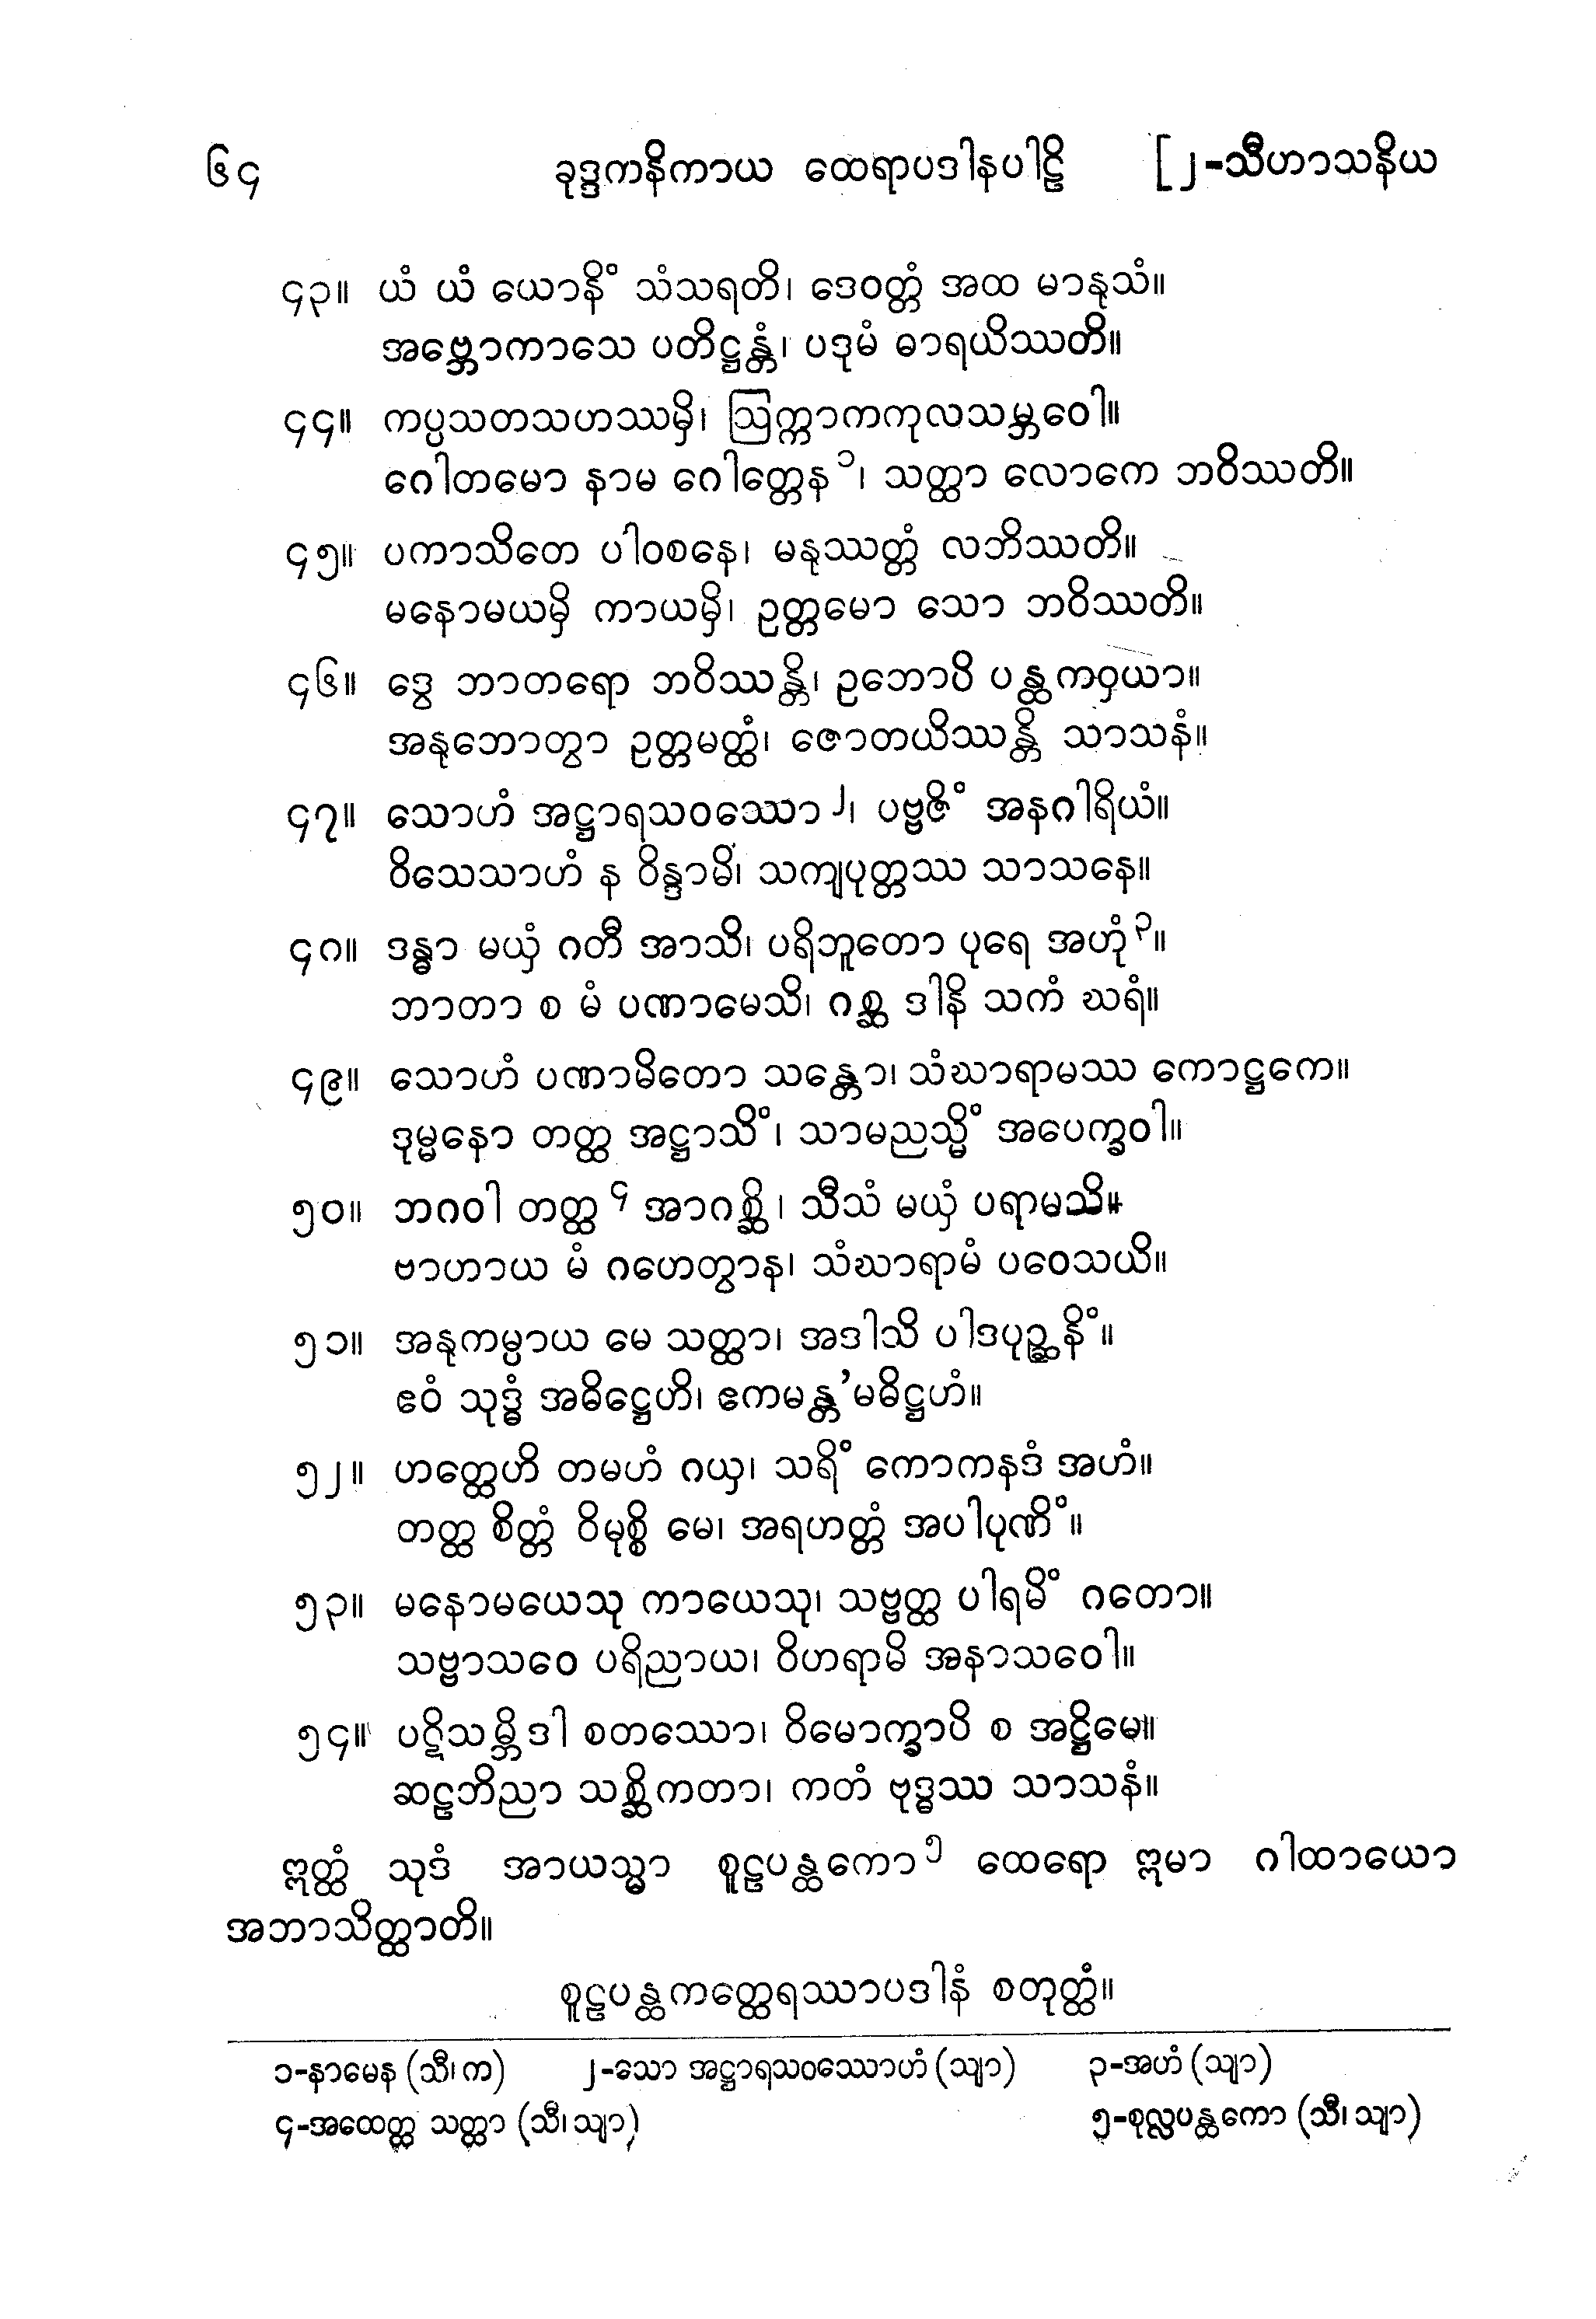 ၆၄ ခုဒ္ဒကနိကာယ ထေရာပဒါနပါဠိ [၂-သီဟာသနိယ
၄၃။ ယံ ယံ ယောနိံ သံသရတိ၊ ဒေဝတ္တံ အထ မာနုသံ။
အဗ္ဘောကာသေ ပတိဋ္ဌန္တံ၊ ပဒုမံ ဓာရယိဿတိ။
၄၄။ ကပ္ပသတသဟဿမှိ၊ ဩက္ကာကကုလသမ္ဘဝေါ။
ဂေါတမော နာမ ဂေါတ္တေန၁၊ သတ္ထာ လောကေ ဘဝိဿတိ။
၄၅။ ပကာသိတေ ပါဝစနေ၊ မနုဿတ္တံ လဘိဿတိ။
မနောမယမှိ ကာယမှိ၊ ဥတ္တမော သော ဘဝိဿတိ။
၄၆။ ဒွေ ဘာတရော ဘဝိဿန္တိ၊ ဥဘောပိ ပန္ထကဝှယာ။
အနုဘောတွာ ဥတ္တမတ္ထံ၊ ဇောတယိဿန္တိ သာသနံ။
၄၇။ သောဟံ အဋ္ဌာရသဝဿော၂၊ ပဗ္ဗဇိံ အနဂါရိယံ။
ဝိသေသာဟံ န ဝိန္ဒာမိ၊ သကျပုတ္တဿ သာသနေ။
၄၈။ ဒန္ဓာ မယှံ ဂတီ အာသိ၊ ပရိဘူတော ပုရေ အဟုံ၃။
ဘာတာ စ မံ ပဏာမေသိ၊ ဂစ္ဆ ဒါနိ သကံ ဃရံ။
၄၉။ သောဟံ ပဏာမိတော သန္တော၊ သံဃာရာမဿ ကောဋ္ဌကေ။
ဒုမ္မနော တတ္ထ အဋ္ဌာသိံ၊ သာမညသ္မိံ အပေက္ခဝါ။
၅၀။ ဘဂဝါ တတ္ထ၄ အာဂစ္ဆိ၊ သီသံ မယှံ ပရာမသိ။
ဗာဟာယ မံ ဂဟေတွာန၊ သံဃာရာမံ ပဝေသယိ။
၅၁။ အနုကမ္ပာယ မေ သတ္ထာ၊ အဒါသိ ပါဒပုဉ္ဆနိံ။
ဧဝံ သုဒ္ဓံ အဓိဋ္ဌေဟိ၊ ဧကမန္တ’မဓိဋ္ဌဟံ။
၅၂။ ဟတ္ထေဟိ တမဟံ ဂယှ၊ သရိံ ကောကနဒံ အဟံ။
တတ္ထ စိတ္တံ ဝိမုစ္စိ မေ၊ အရဟတ္တံ အပါပုဏိံ။
၅၃။ မနောမယေသု ကာယေသု၊ သဗ္ဗတ္ထ ပါရမိံ ဂတော။
သဗ္ဗာသဝေ ပရိညာယ၊ ဝိဟရာမိ အနာသဝေါ။
၅၄။ ပဋိသမ္ဘိဒါ စတဿော၊ ဝိမောက္ခာပိ စ အဋ္ဌိမေ။
ဆဠဘိညာ သစ္ဆိကတာ၊ ကတံ ဗုဒ္ဓဿ သာသနံ။
ဣတ္ထံ သုဒံ အာယသ္မာ စူဠပန္ထကော၅ ထေရော ဣမာ ဂါထာယော
အဘာသိတ္ထာတိ။
စူဠပန္ထကတ္ထေရဿာပဒါနံ စတုတ္ထံ။
၁-နာမေန (သီ၊ က) ၂-သော အဋ္ဌာရသဝဿောဟံ (သျာ) ၃-အဟံ (သျာ)
၄-အထေတ္ထ သတ္ထာ (သီ၊ သျာ) ၅-စုလ္လပန္ထကော (သီ၊ သျာ)